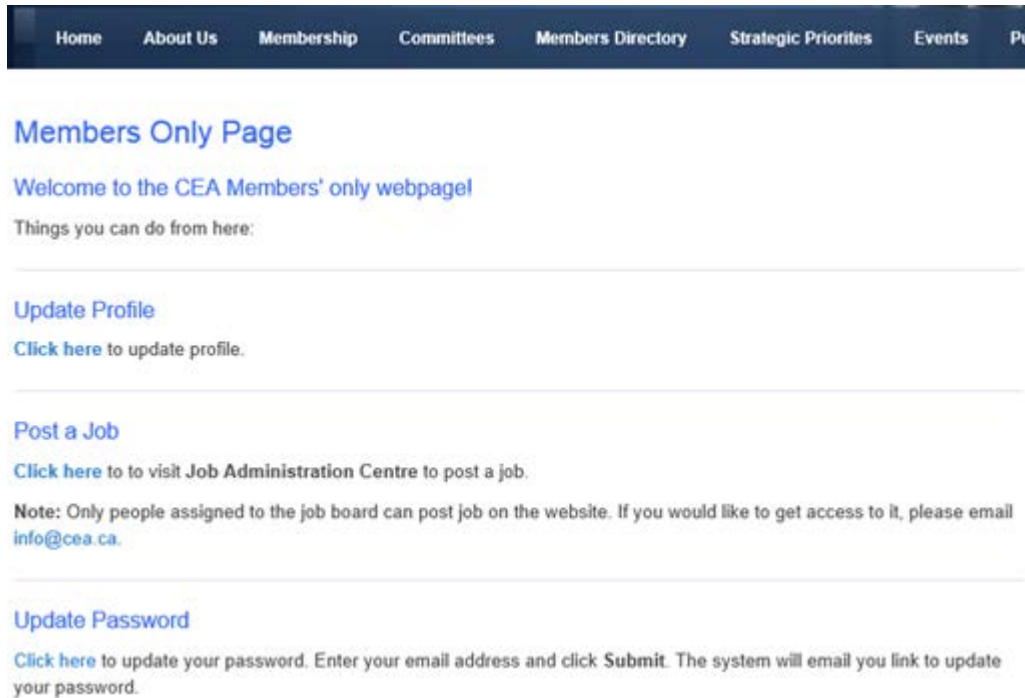 Home About Us Membership Committees Members Directory Strategic Priorites Events
Members Only Page
Welcome to the CEA Members' only webpage!
Things you can do from here:
Update Profile
Click here to update profile.
Post a Job
Click here to to visit Job Administration Centre to post a job.
Note: Only people assigned to the job board can post job on the website. If you would like to get access to it, please email
info@cea.ca.
Update Password
Click here to update your password. Enter your email address and click Submit. The system will email you link to update
your password.